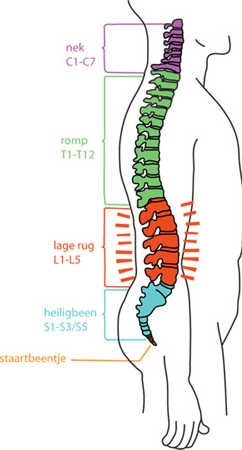 nek
C1-C7
romp
T1-T12
lage rug
L1-L5
heiligbeen
S1-S3/S5
staartbeentje